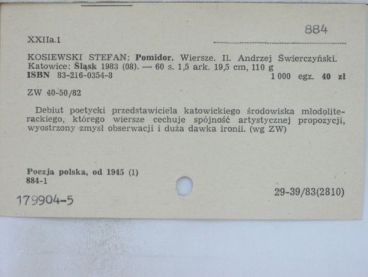 884
XXIIa.1
KOSIEWSKI STEFAN: Pomidor. Wiersze. Il. Andrzej Świerczyński.
Katowice: Śląsk 1983 (08). — 60 s. 1,5 ark. 19,5 cm, 110 g
ISBN 83-216-0354-3 1 000 egz. 40 zł
ZW 40-50/82
Debiut poetycki przedstawiciela katowickiego środowiska młodolite-
rackiego, którego wiersze cechuje spójność artystycznej propozycji,
wyostrzony zmysł obserwacji i duża dawka ironii. (wg ZW)
Poezja polska, od 1945 (1)
884-1
179904-5
29-39/83(2810)